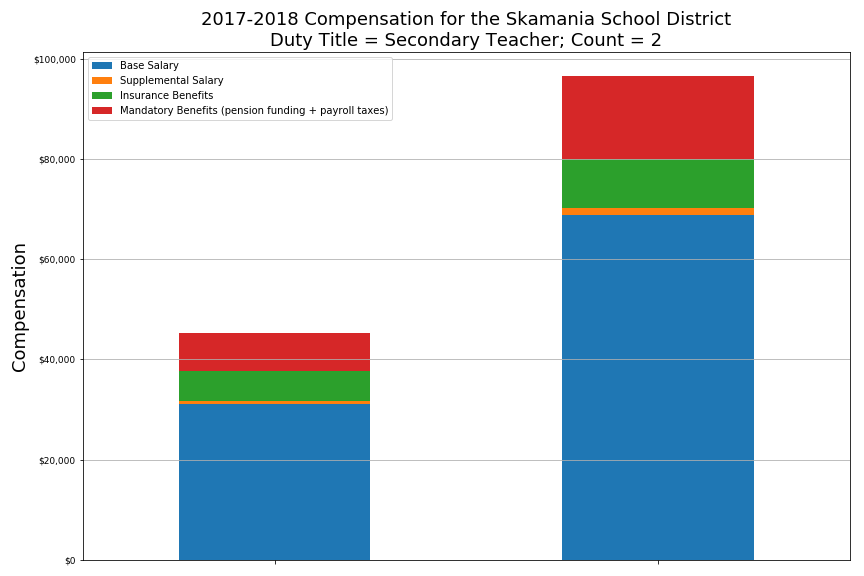 2017-2018 Compensation for the Skamania School District
Duty Title = Secondary Teacher; Count = 2
$100,000
Base Salary
Supplemental Salary
Insurance Benefits
Mandatory Benefits (pension funding + payroll taxes)
$80,000
$60,000
Compensation
$40,000
$20,000
$0